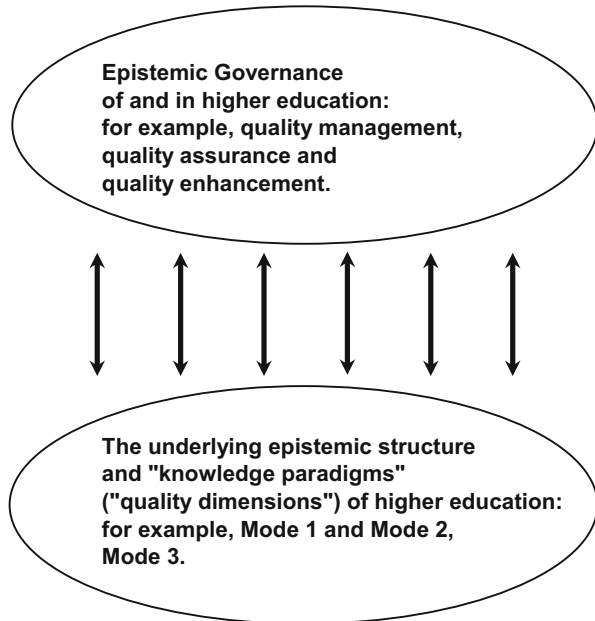 Epistemic Governance
of and in higher education:
for example, quality management,
quality assurance and
quality enhancement.
The underlying epistemic structure
and "knowledge paradigms"
("quality dimensions") of higher education:
for example, Mode 1 and Mode 2,
Mode 3.